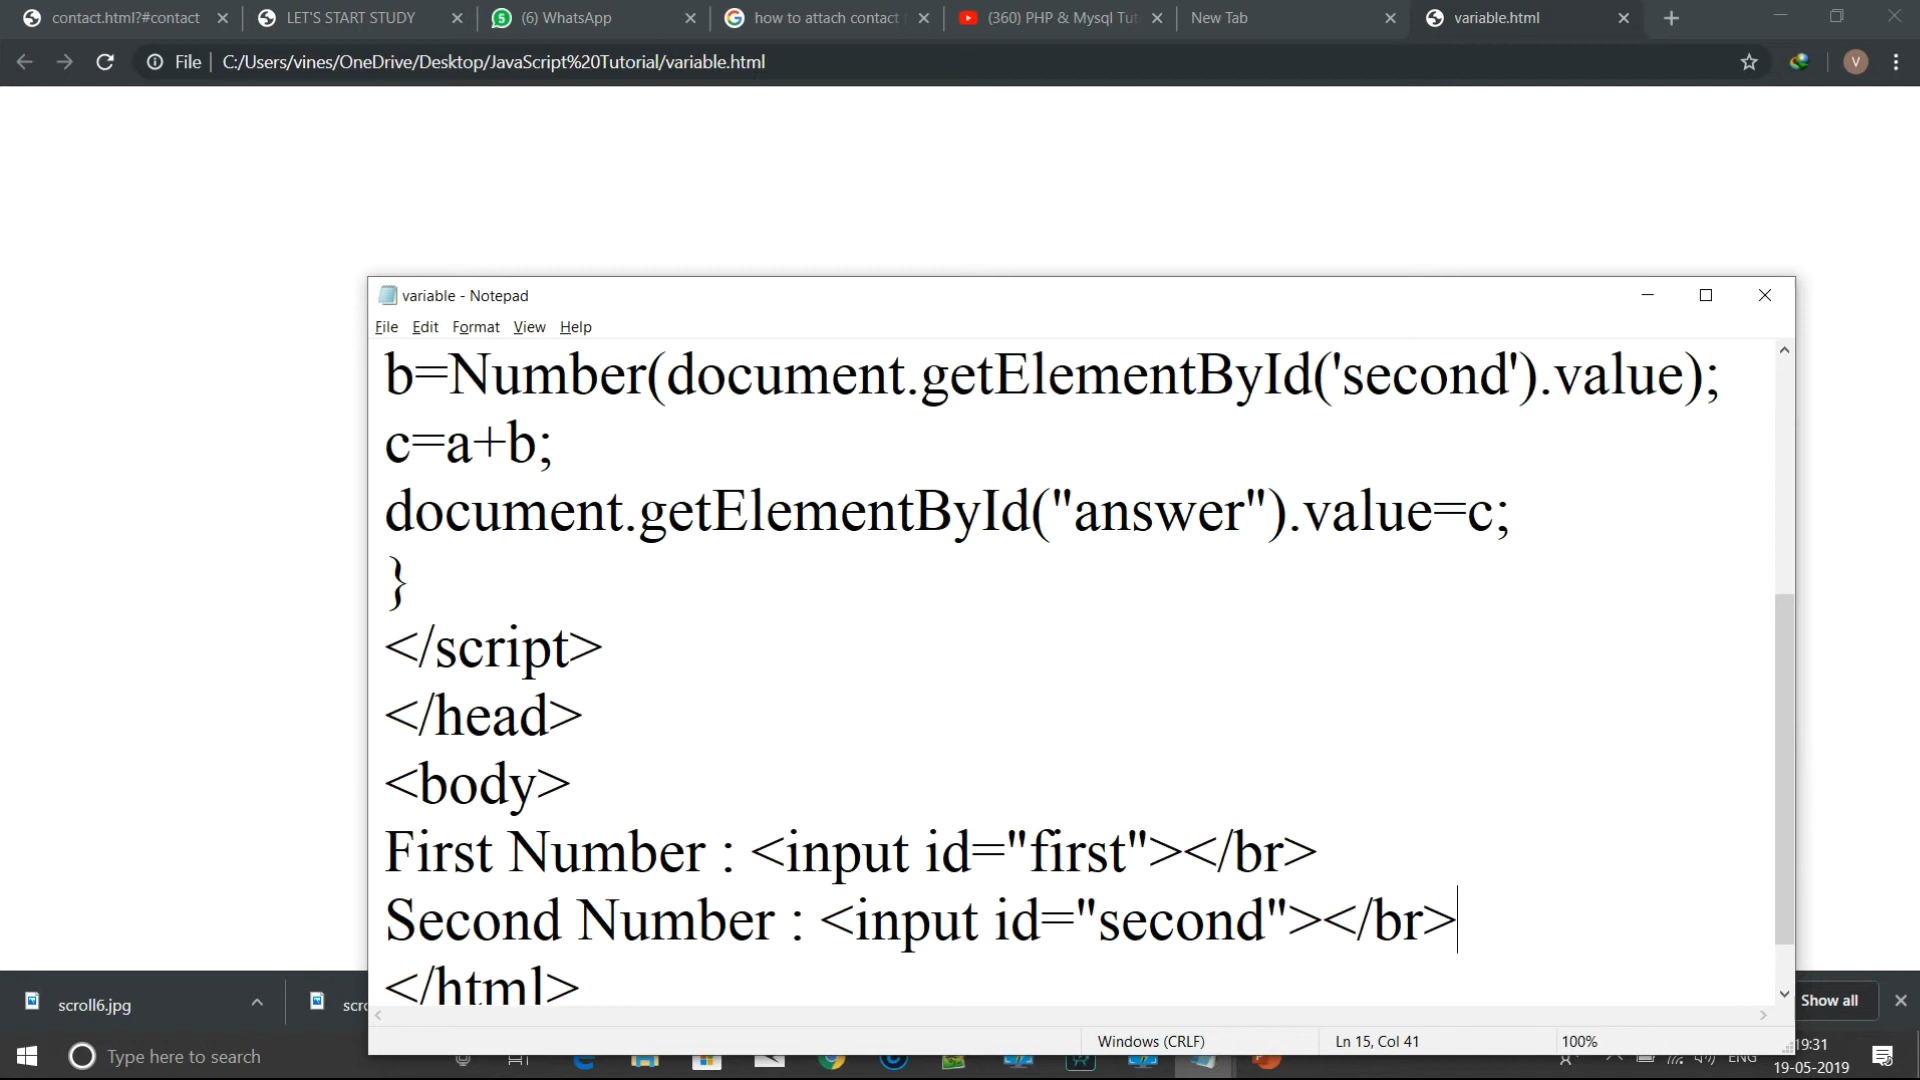 contact.html?#contact
LET'S START STUDY
(6) WhatsApp
how to attach contact
(360) PHP & Mysql Tut
New Tab
variable.html
File
C:/Users/vines/OneDrive/Desktop/JavaScript%20Tutorial/variable.html
V
variable - Notepad
File Edit Format View Help
b=Number(document.getElementById('second').value);
c=a+b;
document.getElementById("answer").value=c;
}
</script>
</head>
<body>
First Number : <input id="first"></br>
Second Number : <input id="second"></br>
</html>
scroll6.jpg
scro
Show all
Windows (CRLF)
Ln 15, Col 41
100%
Type here to search
ENG
19:31
19-05-2019